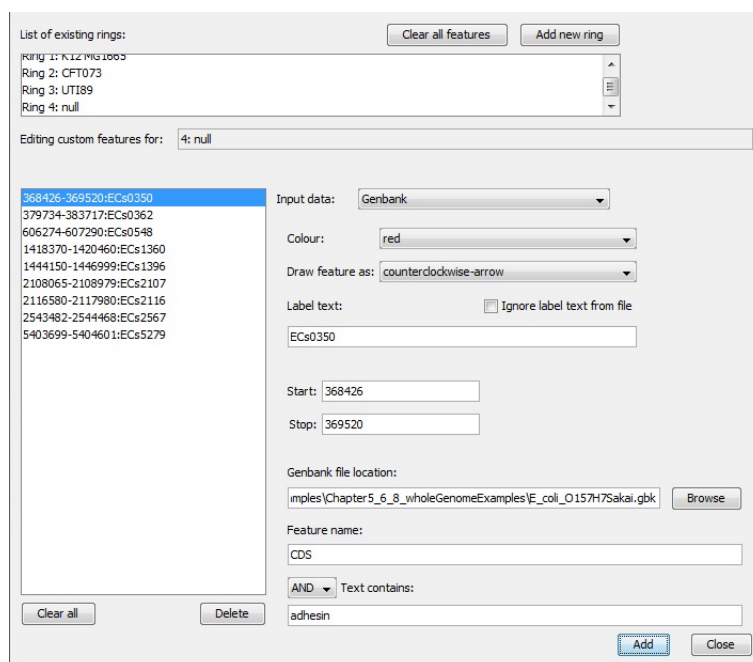 List of existing rings:
Clear all features
Add new ring
Ring 1: K12 MG1665
Ring 2: CFT073
Ring 3: UTI89
Ring 4: null
Editing custom features for:
4: null
368426-369520:ECs0350
379734-383717:ECs0362
606274-607290:ECs0548
1418370-1420460:ECs1360
1444150-1446999:ECs1396
2108065-2108979:ECs2107
2116580-2117980:ECs2116
2543482-2544468:ECs2567
5403699-5404601:ECs5279
Clear all
Delete
Input data:
Genbank
Colour:
red
Draw feature as:
counterclockwise-arrow
Label text:
Ignore label text from file
ECs0350
Start:
368426
Stop:
369520
Genbank file location:
mples\Chapter5_6_8_wholeGenomeExamples\E_coli_O157H7Sakai.gbk
Browse
Feature name:
CDS
AND
Text contains:
adhesin
Add
Close